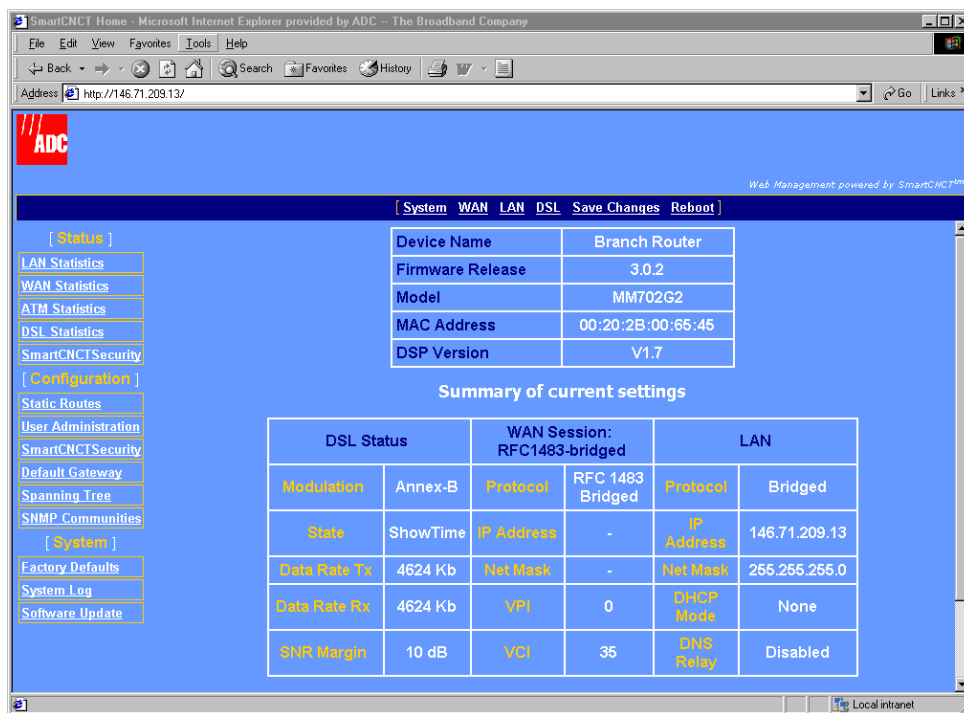 SmartCNCT Home - Microsoft Internet Explorer provided by ADC -- The Broadband Company
File Edit View Favorites Tools Help
Back Search Favorites History
Address http://146.71.209.13/ Go Links
ADC
Web Management powered by SmartCNCT™
[ System WAN LAN DSL Save Changes Reboot ]
[ Status ]
LAN Statistics
WAN Statistics
ATM Statistics
DSL Statistics
SmartCNCTSecurity
[ Configuration ]
Static Routes
User Administration
SmartCNCTSecurity
Default Gateway
Spanning Tree
SNMP Communities
[ System ]
Factory Defaults
System Log
Software Update
Device Name Branch Router
Firmware Release 3.0.2
Model MM702G2
MAC Address 00:20:2B:00:65:45
DSP Version V1.7
Summary of current settings
DSL Status WAN Session: RFC1483-bridged LAN
Modulation Annex-B Protocol RFC 1483 Bridged Protocol Bridged
State ShowTime IP Address - IP Address 146.71.209.13
Data Rate Tx 4624 Kb Net Mask - Net Mask 255.255.255.0
Data Rate Rx 4624 Kb VPI 0 DHCP Mode None
SNR Margin 10 dB VCI 35 DNS Relay Disabled
Local intranet